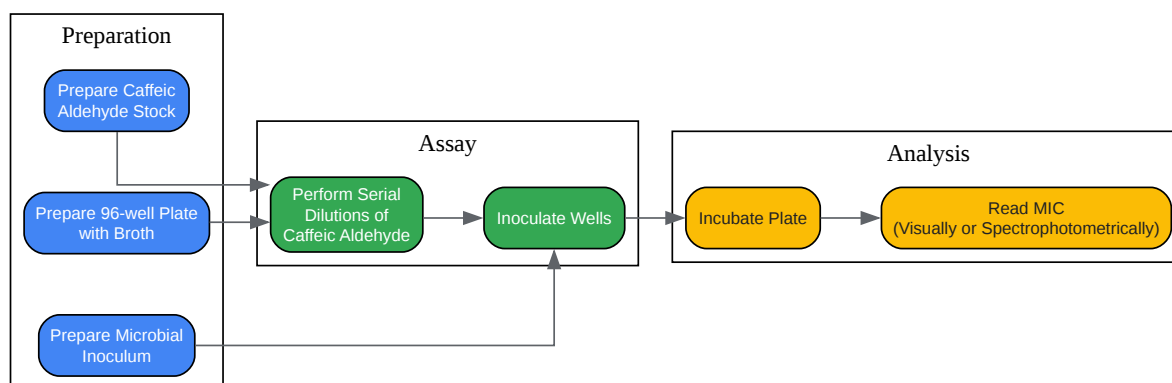 Preparation
Prepare Caffeic
Aldehyde Stock
Prepare 96-well Plate
with Broth
Prepare Microbial
Inoculum
Assay
Perform Serial
Dilutions of
Caffeic Aldehyde
Inoculate Wells
Analysis
Incubate Plate
Read MIC
(Visually or Spectrophotometrically)